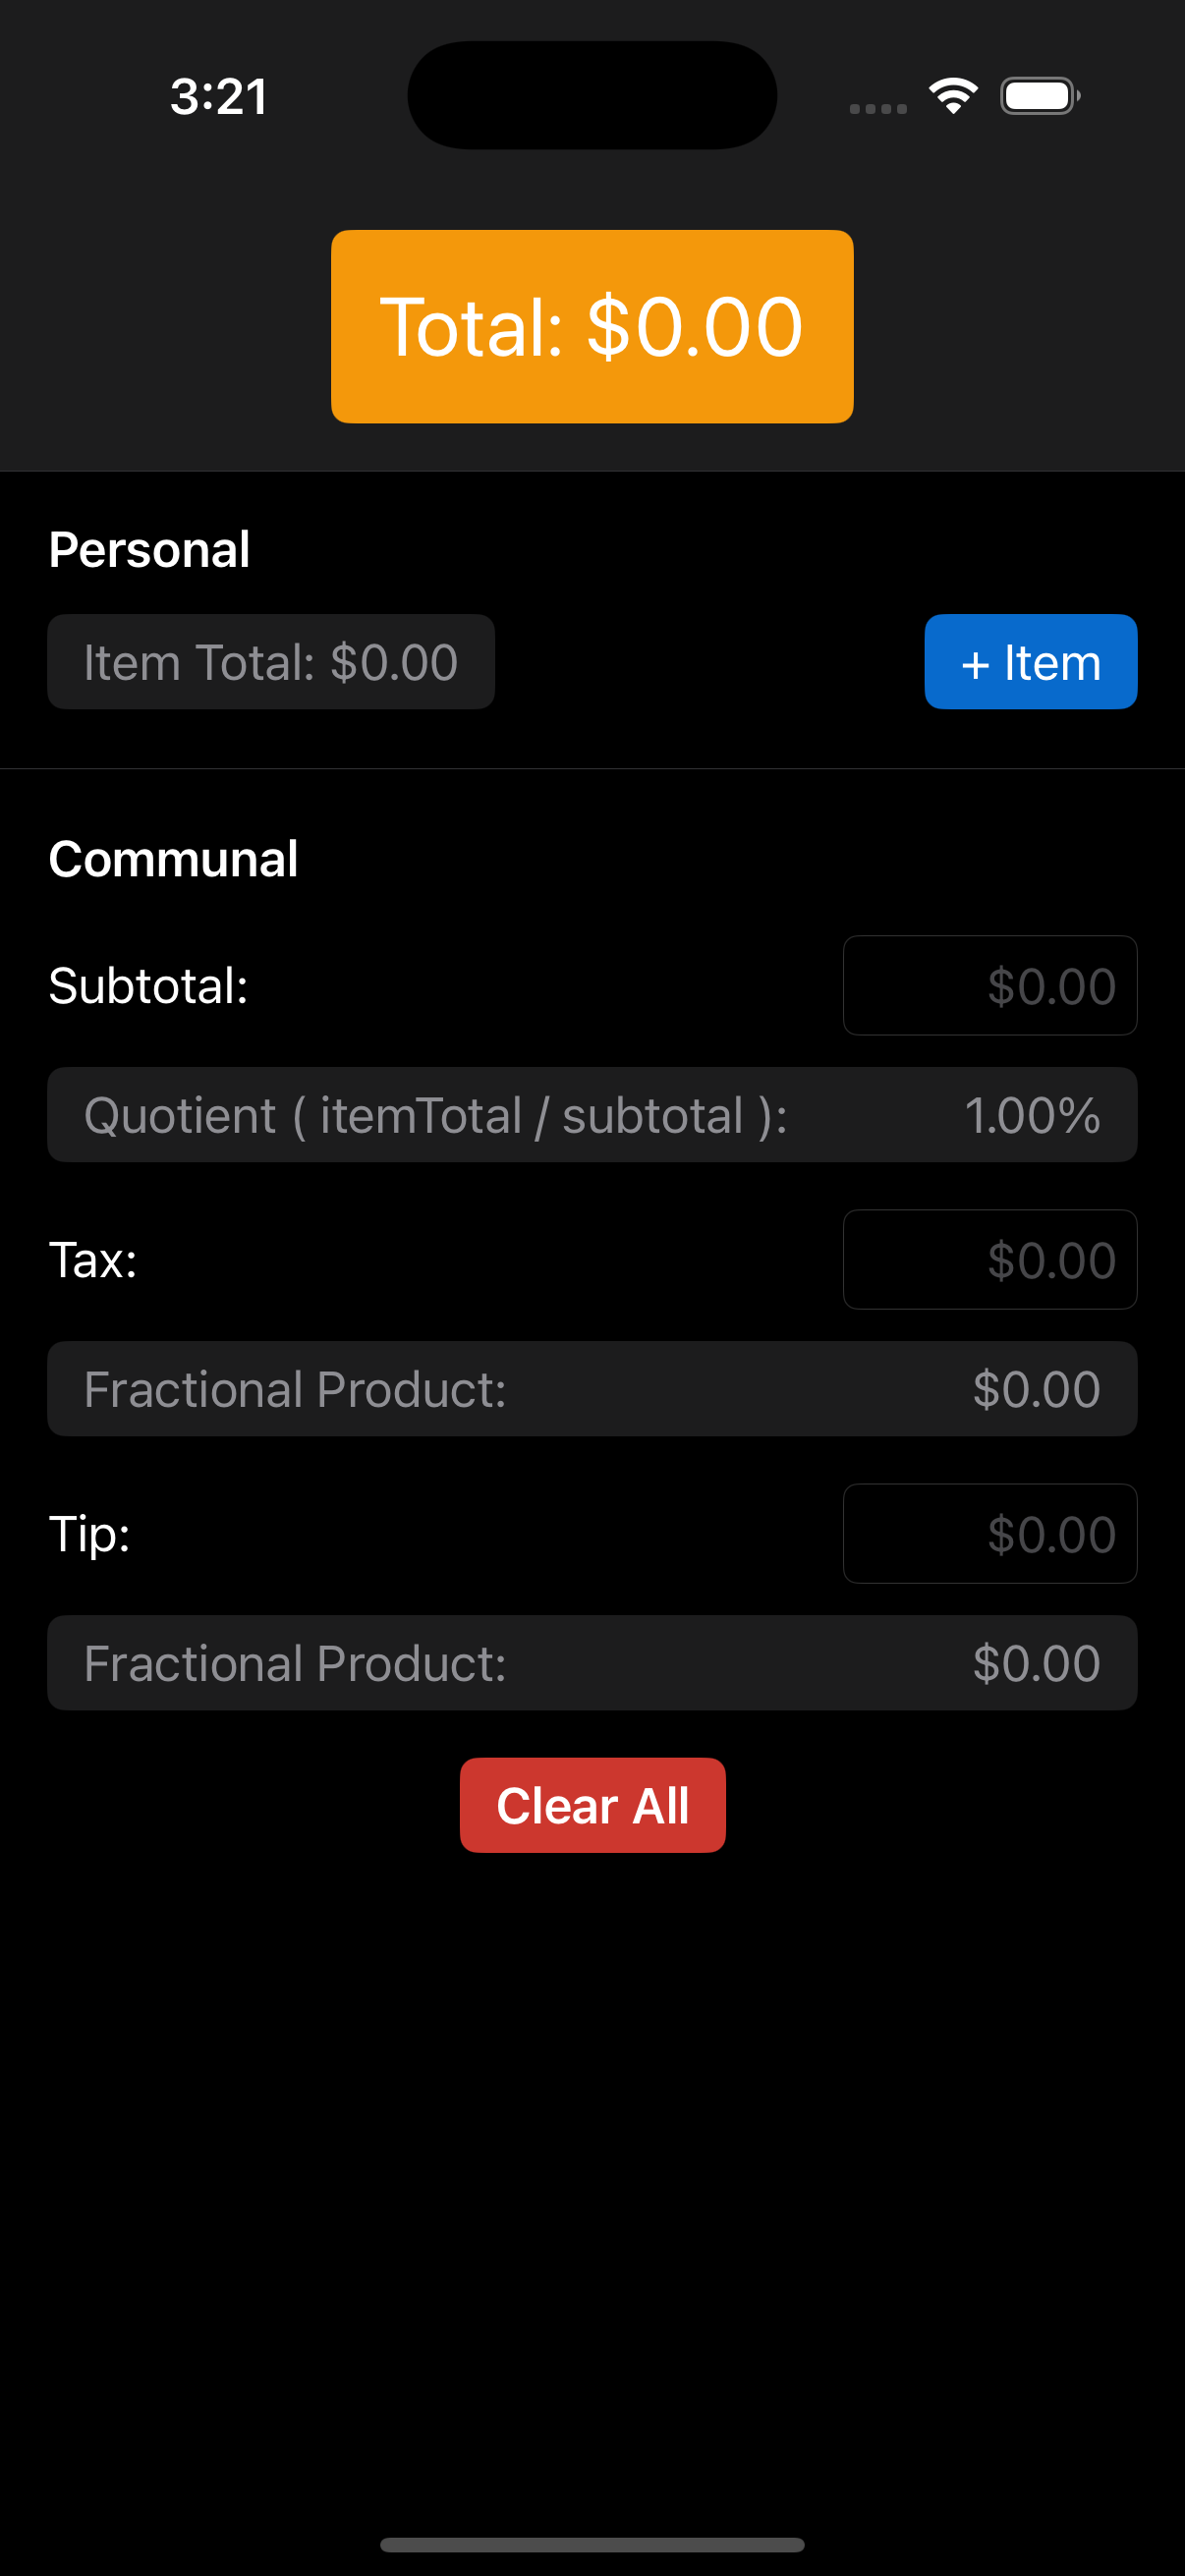 3:21
Total: $0.00
Personal
Item Total: $0.00
+ Item
Communal
Subtotal: $0.00
Quotient ( itemTotal / subtotal ): 1.00%
Tax: $0.00
Fractional Product: $0.00
Tip: $0.00
Fractional Product: $0.00
Clear All